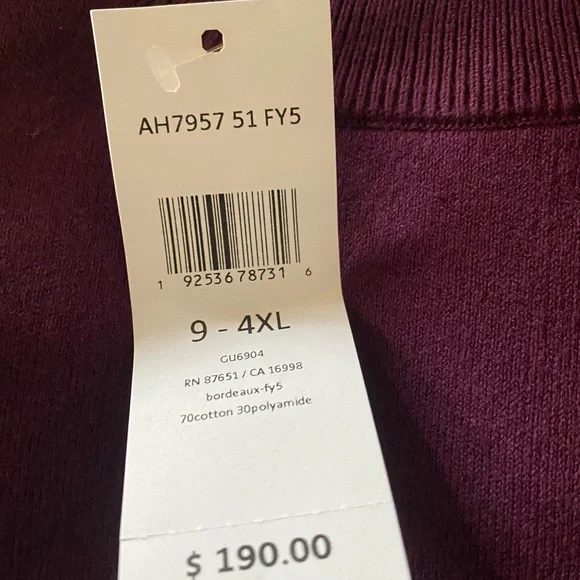 AH7957 51 FY5
1 92536 78731 6
9 - 4XL
GU6904
RN 87651 / CA 16998
bordeaux-fy5
70cotton 30polyamide
$ 190.00